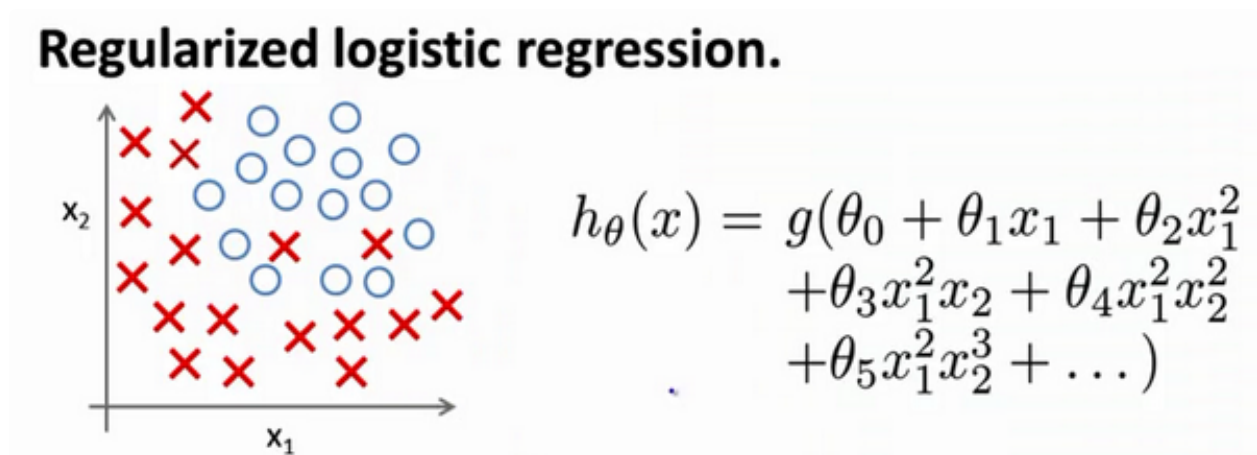 Regularized logistic regression.
x₂
x₁
h_θ(x) = g(θ₀ + θ₁x₁ + θ₂x₁²
+θ₃x₁²x₂ + θ₄x₁²x₂²
+θ₅x₁²x₂³ + ... )